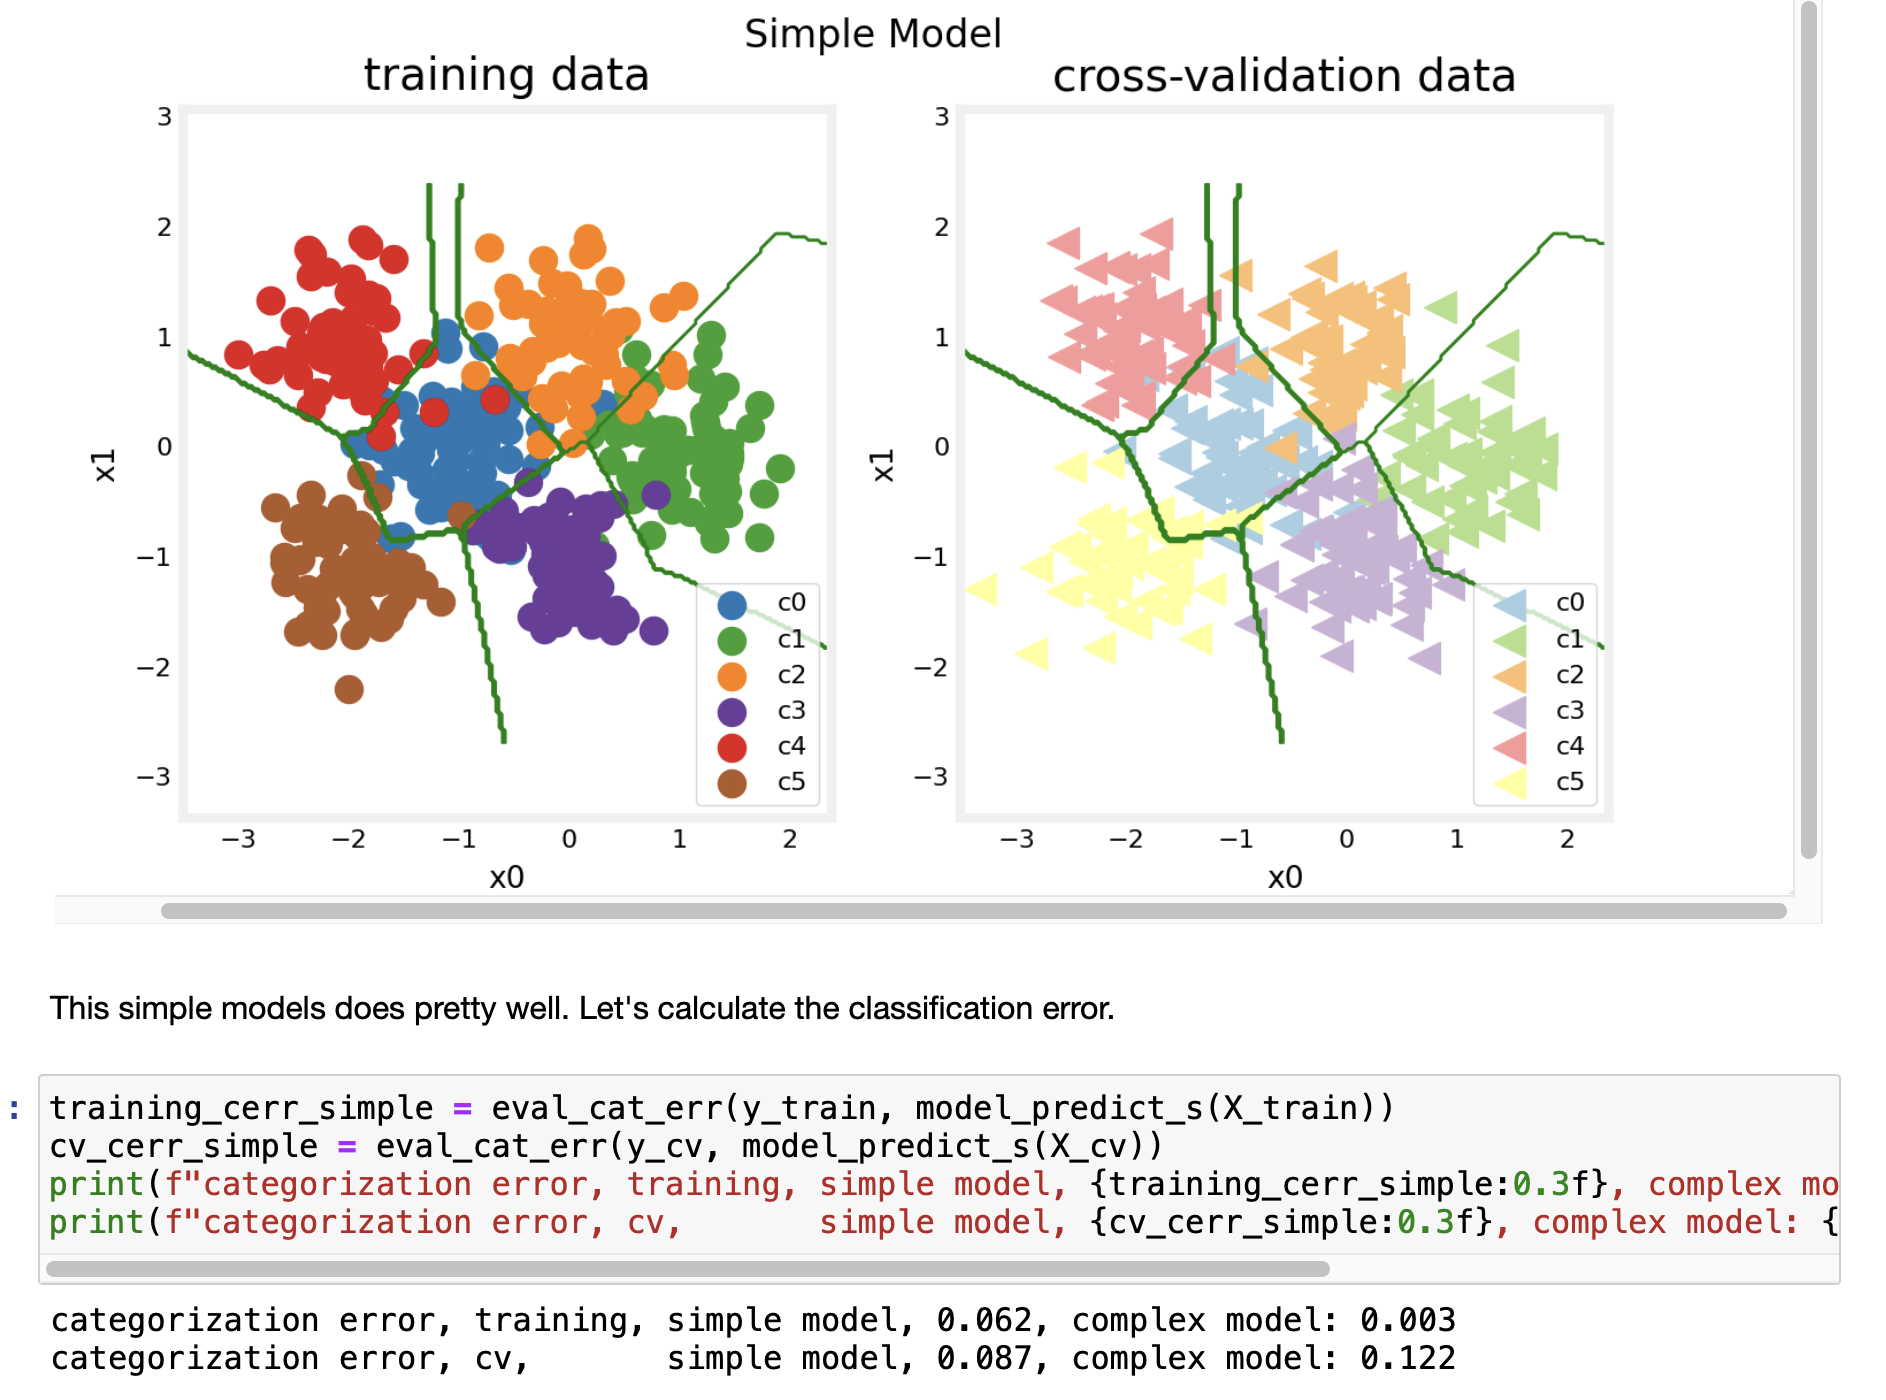 Simple Model
training data
cross-validation data
3
2
1
0
−1
−2
−3
x1
−3 −2 −1 0 1 2
x0
c0
c1
c2
c3
c4
c5
3
2
1
0
−1
−2
−3
x1
−3 −2 −1 0 1 2
x0
c0
c1
c2
c3
c4
c5
This simple models does pretty well. Let's calculate the classification error.
:
training_cerr_simple = eval_cat_err(y_train, model_predict_s(X_train))
cv_cerr_simple = eval_cat_err(y_cv, model_predict_s(X_cv))
print(f"categorization error, training, simple model, {training_cerr_simple:0.3f}, complex mo
print(f"categorization error, cv,       simple model, {cv_cerr_simple:0.3f}, complex model: {
categorization error, training, simple model, 0.062, complex model: 0.003
categorization error, cv,       simple model, 0.087, complex model: 0.122